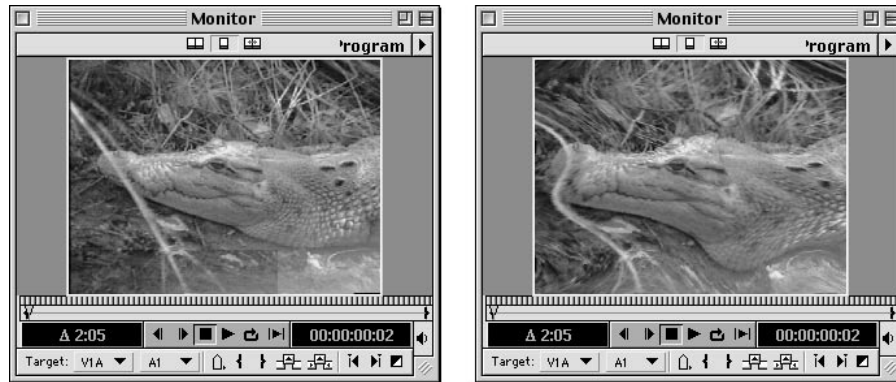 Monitor
'rogram
Δ 2:05
00:00:00:02
Target: V1A A1
Monitor
'rogram
Δ 2:05
00:00:00:02
Target: V1A A1